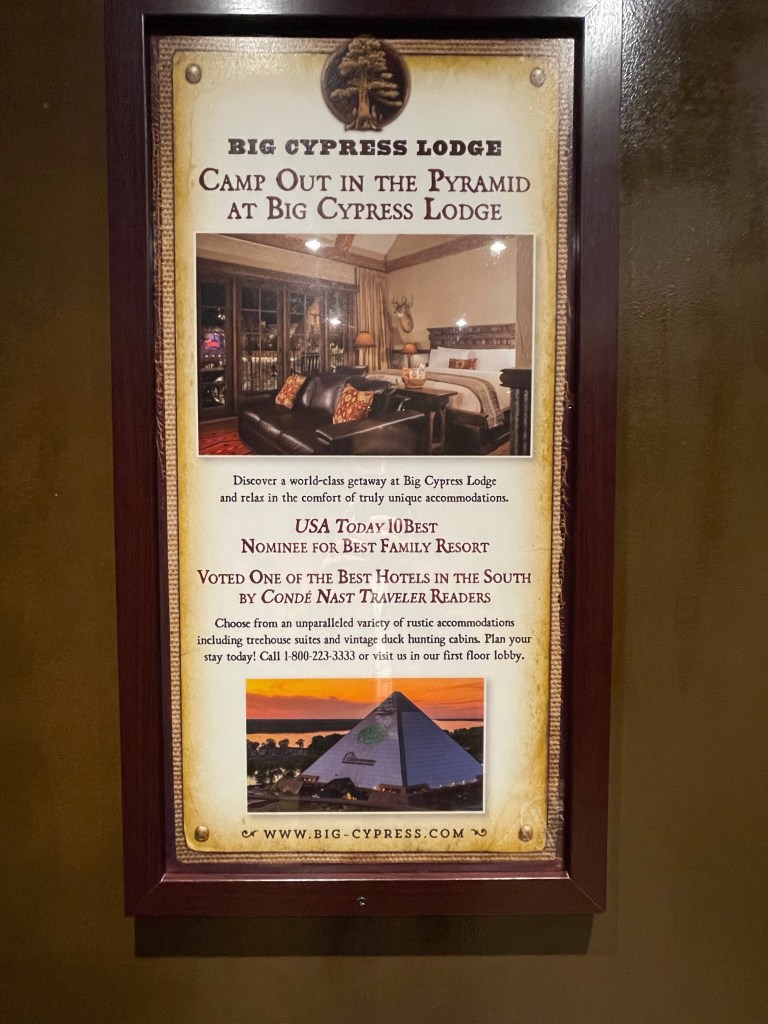 BIG CYPRESS LODGE
CAMP OUT IN THE PYRAMID
AT BIG CYPRESS LODGE
Discover a world-class getaway at Big Cypress Lodge
and relax in the comfort of truly unique accommodations.
USA TODAY 10BEST
NOMINEE FOR BEST FAMILY RESORT
VOTED ONE OF THE BEST HOTELS IN THE SOUTH
BY CONDÉ NAST TRAVELER READERS
Choose from an unparalleled variety of rustic accommodations
including treehouse suites and vintage duck hunting cabins. Plan your
stay today! Call 1-800-223-3333 or visit us in our first floor lobby.
WWW.BIG-CYPRESS.COM